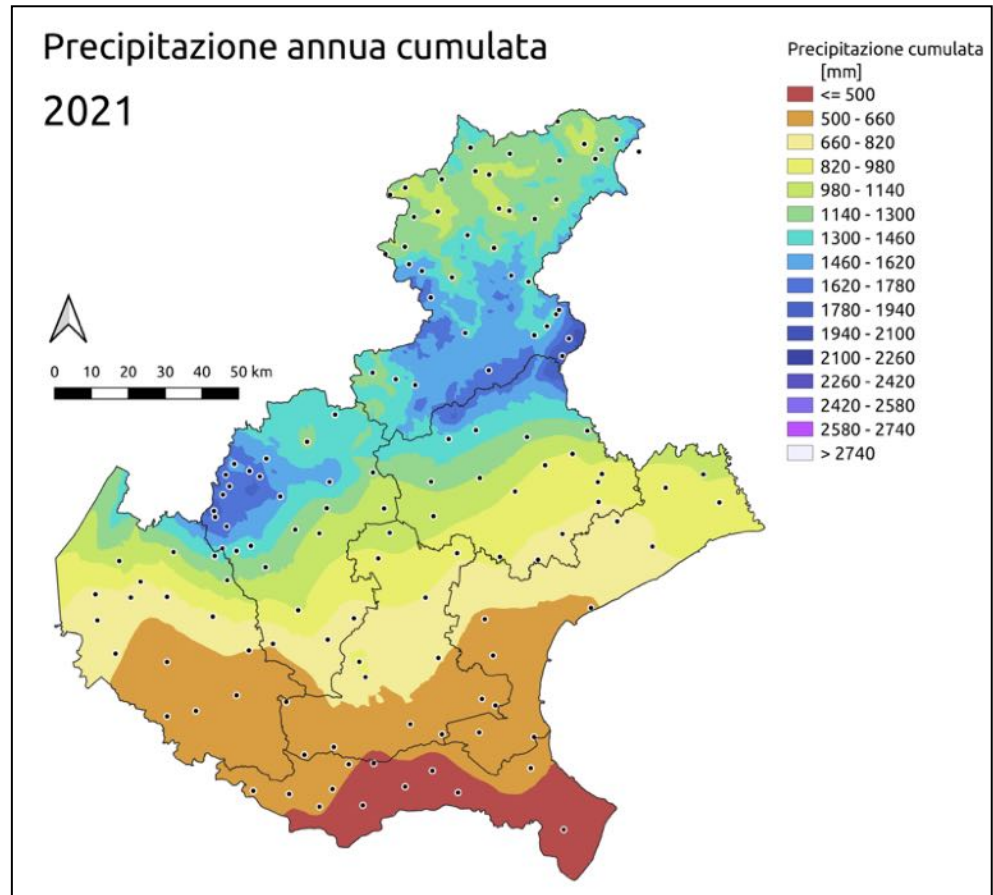 Precipitazione annua cumulata
2021
Precipitazione cumulata
[mm]
<= 500
500 - 660
660 - 820
820 - 980
980 - 1140
1140 - 1300
1300 - 1460
1460 - 1620
1620 - 1780
1780 - 1940
1940 - 2100
2100 - 2260
2260 - 2420
2420 - 2580
2580 - 2740
> 2740
0 10 20 30 40 50 km